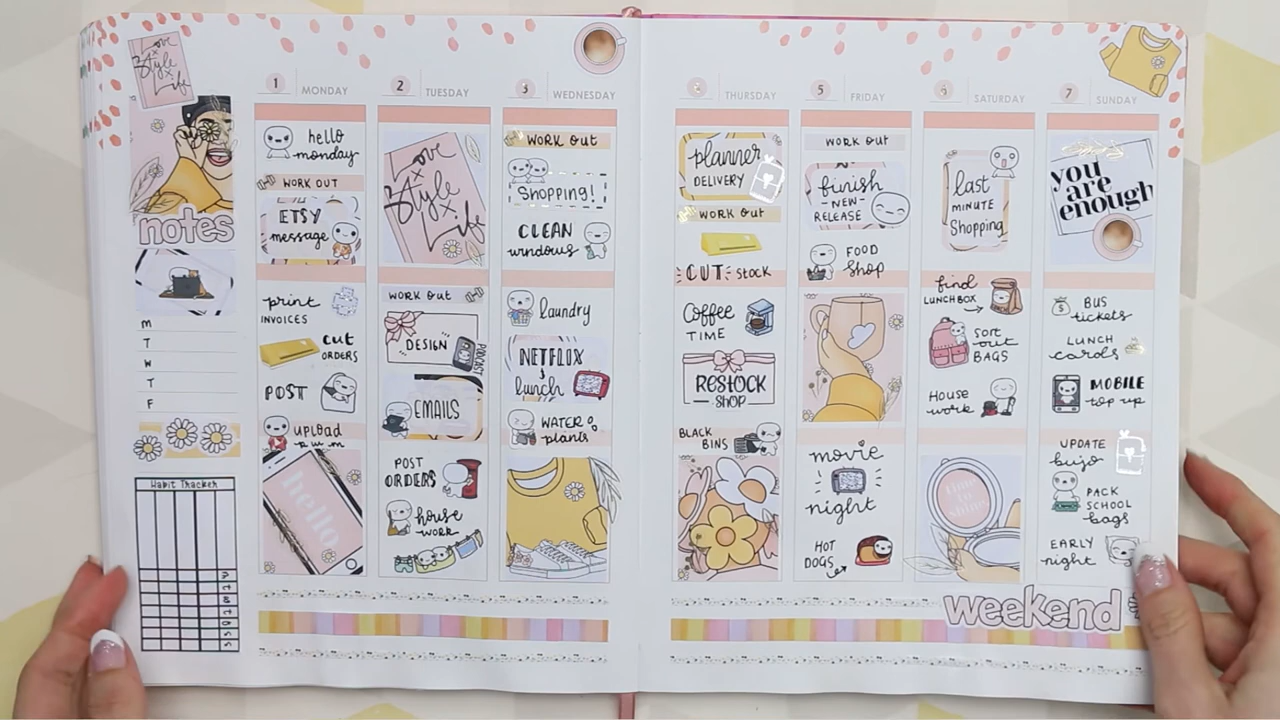 Love
x
Style x
Life
notes
M
T
W
T
F
Habit Tracker
M
T
W
T
F
S
S
1 MONDAY
hello
monday
WORK OUT
ETSY
message
print
INVOICES
cut
ORDERS
POST
upload
hello
2 TUESDAY
Love
x
Style
x
Life
WORK OUT
DESIGN
PODCAST
EMAILS
POST
ORDERS
house
WORK
3 WEDNESDAY
WORK OUT
Shopping!
CLEAN
windows
laundry
NETFLIX
&
lunch
WATER
plants
THURSDAY
planner
DELIVERY
WORK OUT
CUT stock
Coffee
TIME
RESTOCK
SHOP
BLACK
BINS
5 FRIDAY
WORK OUT
finish
-NEW-
RELEASE
FOOD
shop
movie
night
HOT
DOGS
6 SATURDAY
last
MINUTE
Shopping
find
LUNCHBOX
SORT
out
BAGS
HOUSE
work
time
to
shine
7 SUNDAY
you
are
enough
BUS
tickets
LUNCH
cards
MOBILE
top up
UPDATE
bujo
PACK
SCHOOL
bags
EARLY
night
weekend